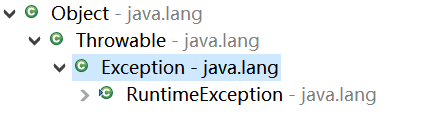 Object - java.lang
Throwable - java.lang
Exception - java.lang
RuntimeException - java.lang